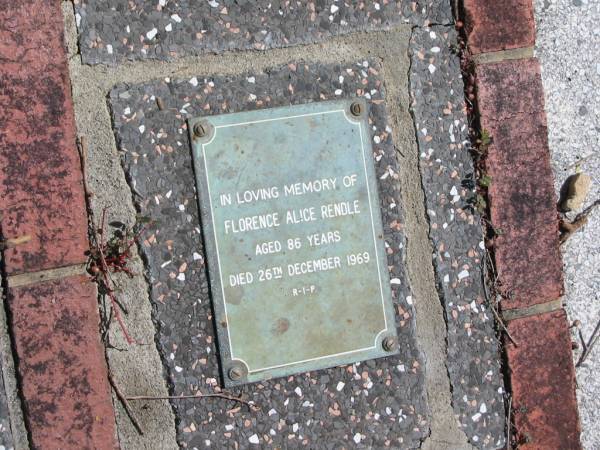 IN LOVING MEMORY OF
FLORENCE ALICE RENDLE
AGED 86 YEARS
DIED 26TH DECEMBER 1969
R-I-P